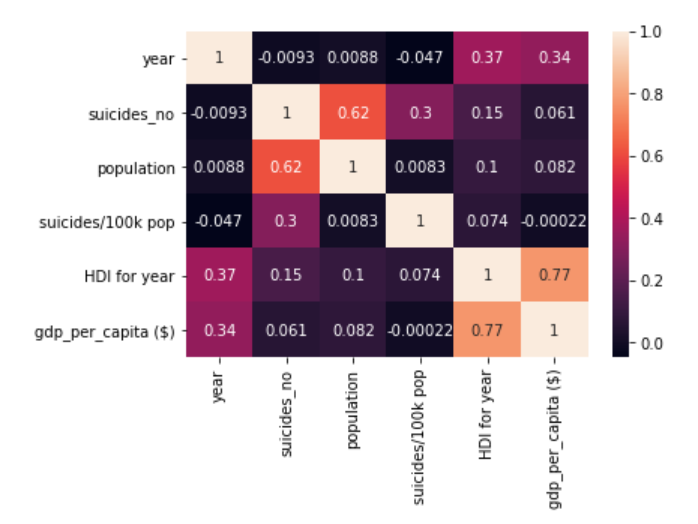 year 1 -0.0093 0.0088 -0.047 0.37 0.34
suicides_no -0.0093 1 0.62 0.3 0.15 0.061
population 0.0088 0.62 1 0.0083 0.1 0.082
suicides/100k pop -0.047 0.3 0.0083 1 0.074 -0.00022
HDI for year 0.37 0.15 0.1 0.074 1 0.77
gdp_per_capita ($) 0.34 0.061 0.082 -0.00022 0.77 1
year
suicides_no
population
suicides/100k pop
HDI for year
gdp_per_capita ($)
1.0
0.8
0.6
0.4
0.2
0.0